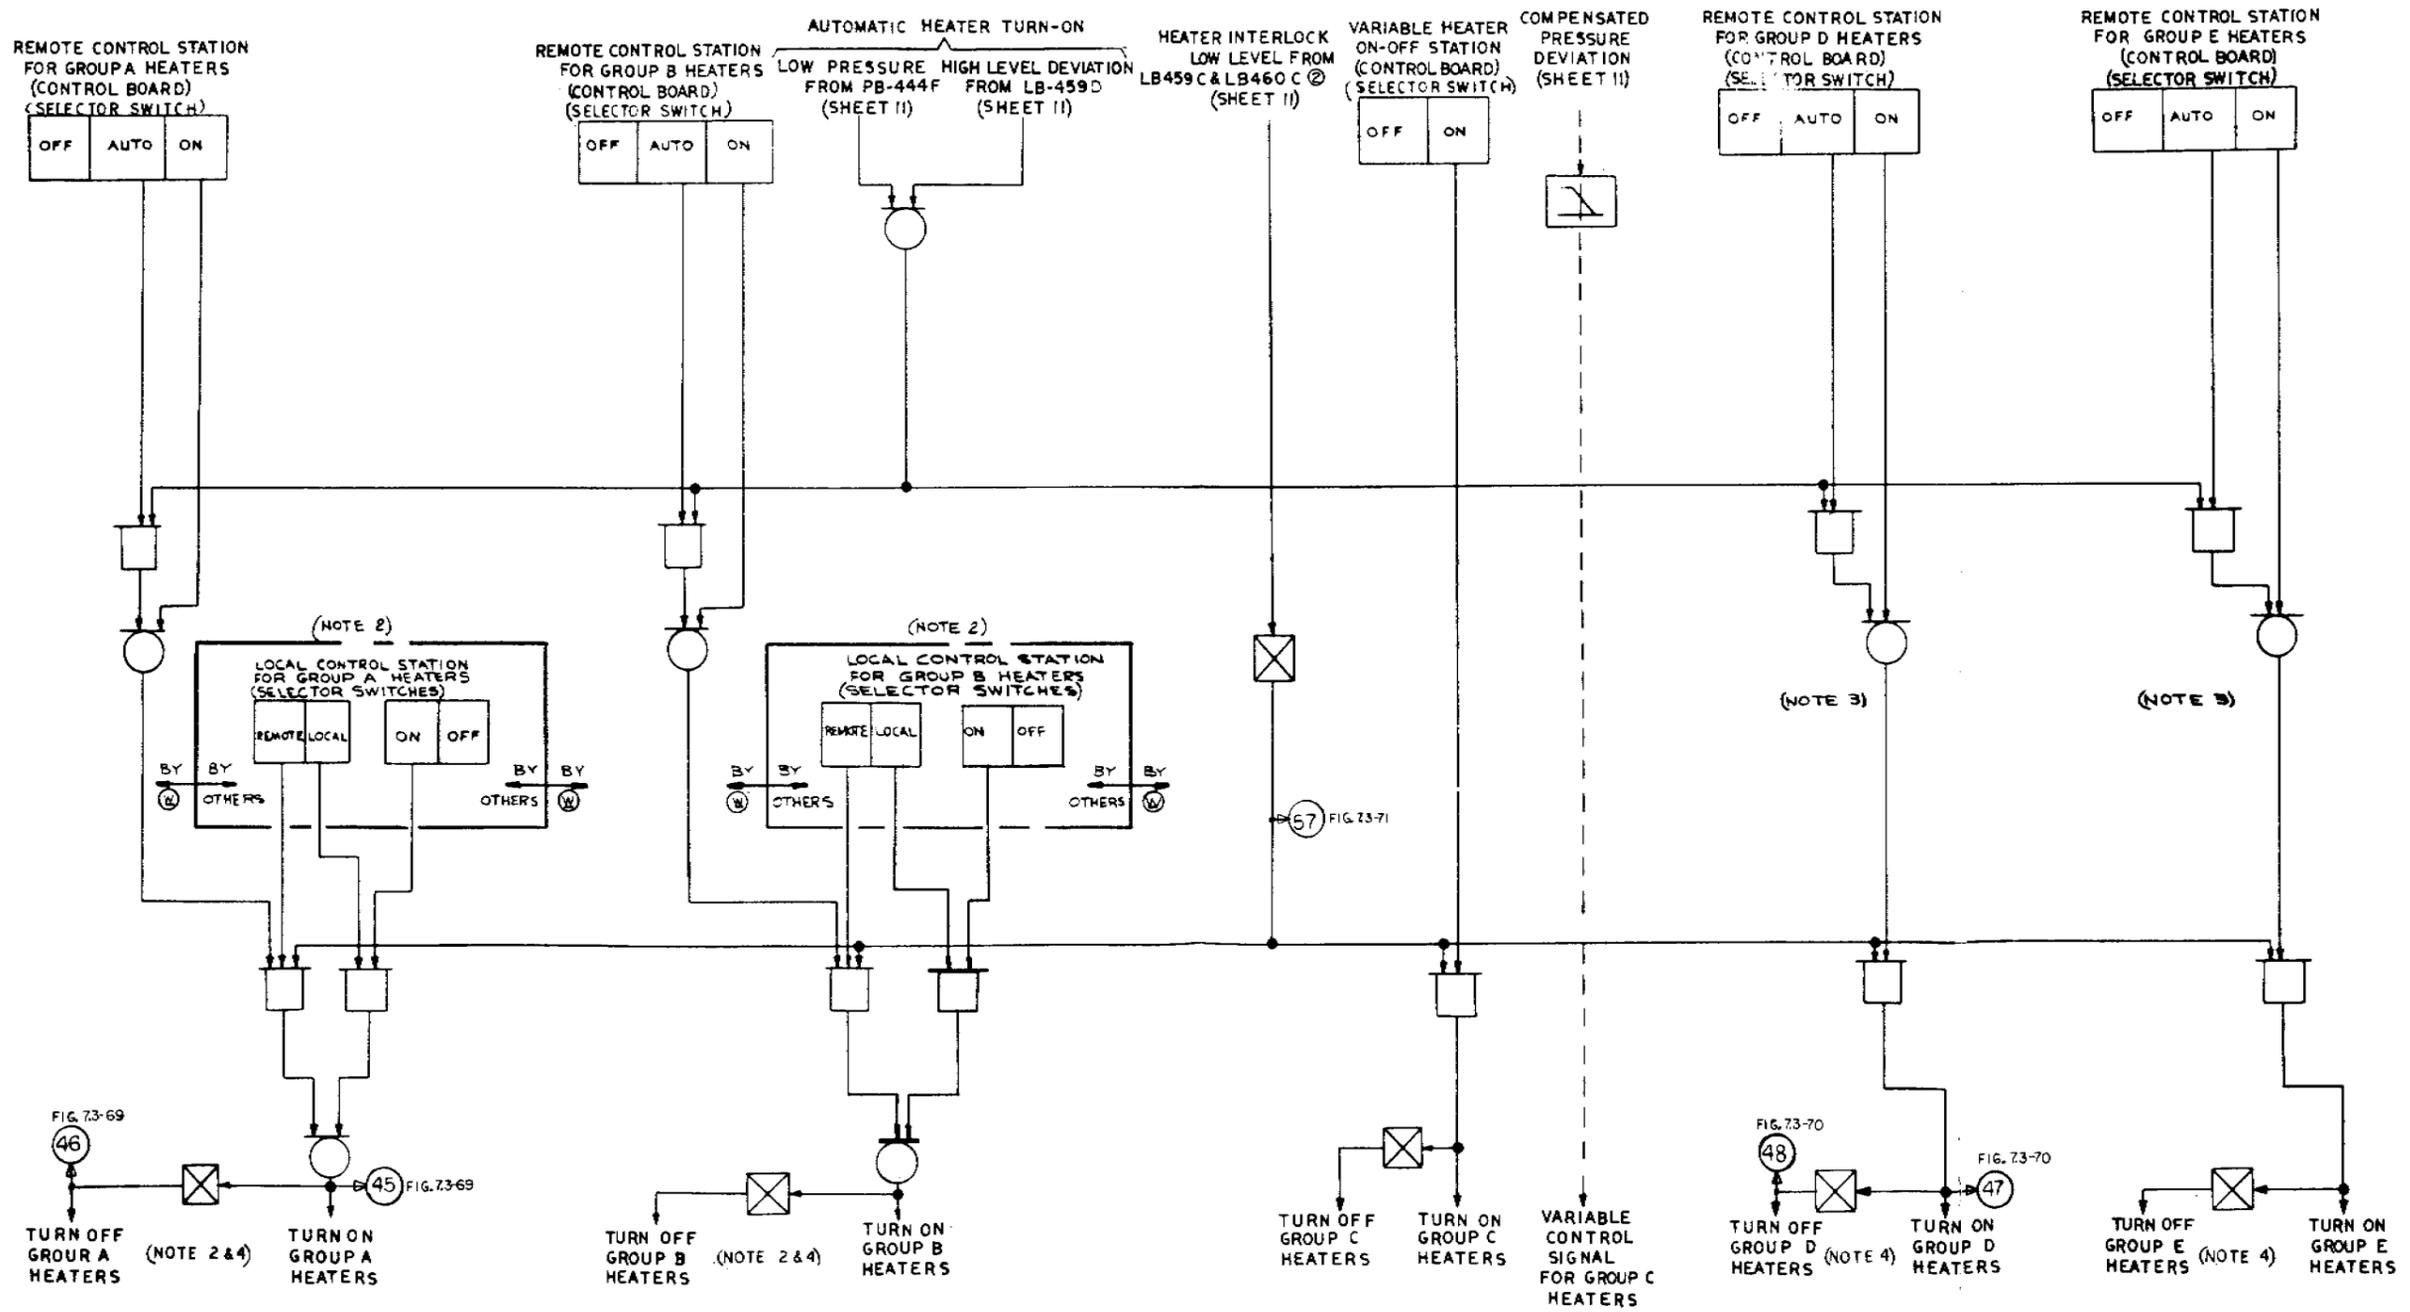 REMOTE CONTROL STATION
FOR GROUP A HEATERS
(CONTROL BOARD)
(SELECTOR SWITCH)
OFF AUTO ON
REMOTE CONTROL STATION
FOR GROUP B HEATERS
(CONTROL BOARD)
(SELECTOR SWITCH)
OFF AUTO ON
AUTOMATIC HEATER TURN-ON
LOW PRESSURE
FROM PB-444F
(SHEET 11)
HIGH LEVEL DEVIATION
FROM LB-459D
(SHEET 11)
HEATER INTERLOCK
LOW LEVEL FROM
LB459C & LB460C ②
(SHEET 11)
VARIABLE HEATER
ON-OFF STATION
(CONTROL BOARD)
(SELECTOR SWITCH)
OFF ON
COMPENSATED
PRESSURE
DEVIATION
(SHEET 11)
REMOTE CONTROL STATION
FOR GROUP D HEATERS
(CONTROL BOARD)
SWITCH)
OFF AUTO ON
REMOTE CONTROL STATION
FOR GROUP E HEATERS
(CONTROL BOARD)
(SELECTOR SWITCH)
OFF AUTO ON
(NOTE 2)
LOCAL CONTROL STATION
FOR GROUP A HEATERS
(SELECTOR SWITCHES)
REMOTE LOCAL ON OFF
BY BY
W OTHERS
BY BY
OTHERS W
(NOTE 2)
LOCAL CONTROL STATION
FOR GROUP B HEATERS
(SELECTOR SWITCHES)
REMOTE LOCAL ON OFF
BY BY
W OTHERS
BY BY
OTHERS W
57 FIG. 7.3-71
(NOTE 3)
(NOTE 3)
FIG. 7.3-69
46
45 FIG. 7.3-69
TURN OFF
GROUR A
HEATERS
(NOTE 2 & 4)
TURN ON
GROUP A
HEATERS
TURN OFF
GROUP B
HEATERS
(NOTE 2 & 4)
TURN ON
GROUP B
HEATERS
TURN OFF
GROUP C
HEATERS
TURN ON
GROUP C
HEATERS
VARIABLE
CONTROL
SIGNAL
FOR GROUP C
HEATERS
FIG. 7.3-70
48
FIG. 7.3-70
47
TURN OFF
GROUP D
HEATERS
(NOTE 4)
TURN ON
GROUP D
HEATERS
TURN OFF
GROUP E
HEATERS
(NOTE 4)
TURN ON
GROUP E
HEATERS